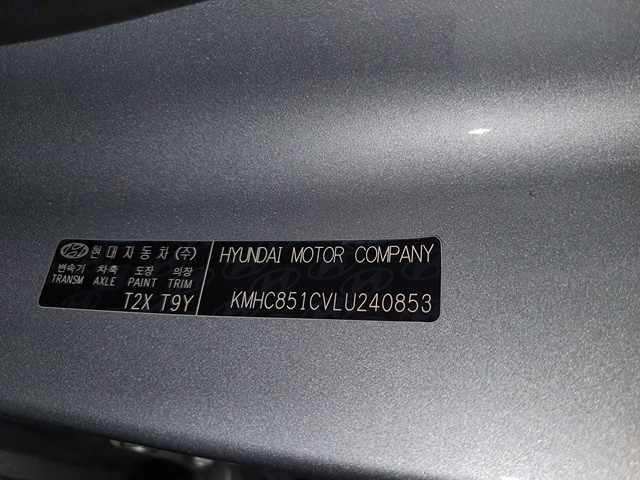 현대자동차(주)
변속기 차축 도장 의장
TRANSM AXLE PAINT TRIM
T2X T9Y
HYUNDAI MOTOR COMPANY
KMHC851CVLU240853